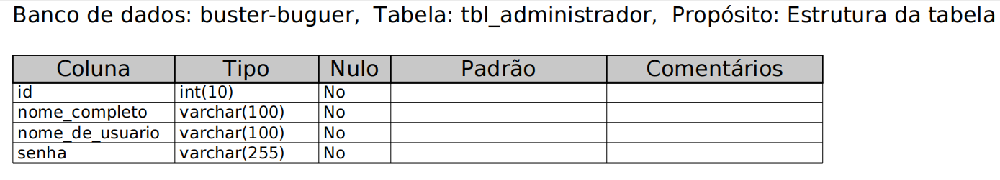 Banco de dados: buster-buguer, Tabela: tbl_administrador, Propósito: Estrutura da tabela
Coluna Tipo Nulo Padrão Comentários
id int(10) No
nome_completo varchar(100) No
nome_de_usuario varchar(100) No
senha varchar(255) No